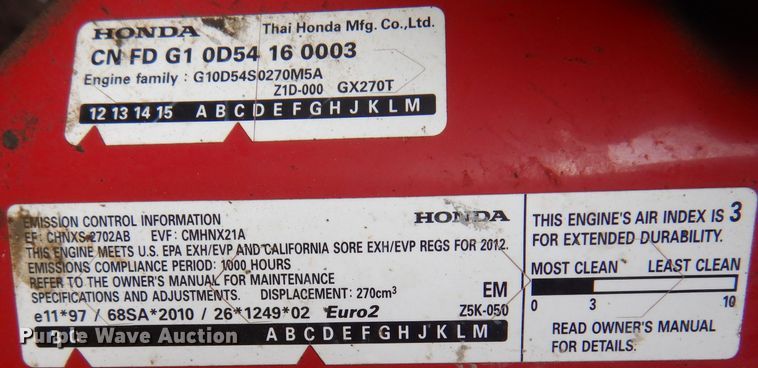 HONDA Thai Honda Mfg. Co.,Ltd.
CN FD G1 0D54 16 0003
Engine family : G10D54S0270M5A
Z1D-000 GX270T
12 13 14 15 A B C D E F G H J K L M
EMISSION CONTROL INFORMATION HONDA
EF: CHNXS.2702AB EVF: CMHNX21A
THIS ENGINE MEETS U.S. EPA EXH/EVP AND CALIFORNIA SORE EXH/EVP REGS FOR 2012.
EMISSIONS COMPLIANCE PERIOD: 1000 HOURS
REFER TO THE OWNER'S MANUAL FOR MAINTENANCE
SPECIFICATIONS AND ADJUSTMENTS. DISPLACEMENT: 270cm³ EM
e11*97 / 68SA*2010 / 26*1249*02 Euro2 Z5K-050
A B C D E F G H J K L M
THIS ENGINE'S AIR INDEX IS 3
FOR EXTENDED DURABILITY.
MOST CLEAN LEAST CLEAN
0 3 10
READ OWNER'S MANUAL
FOR DETAILS.
Purple Wave Auction